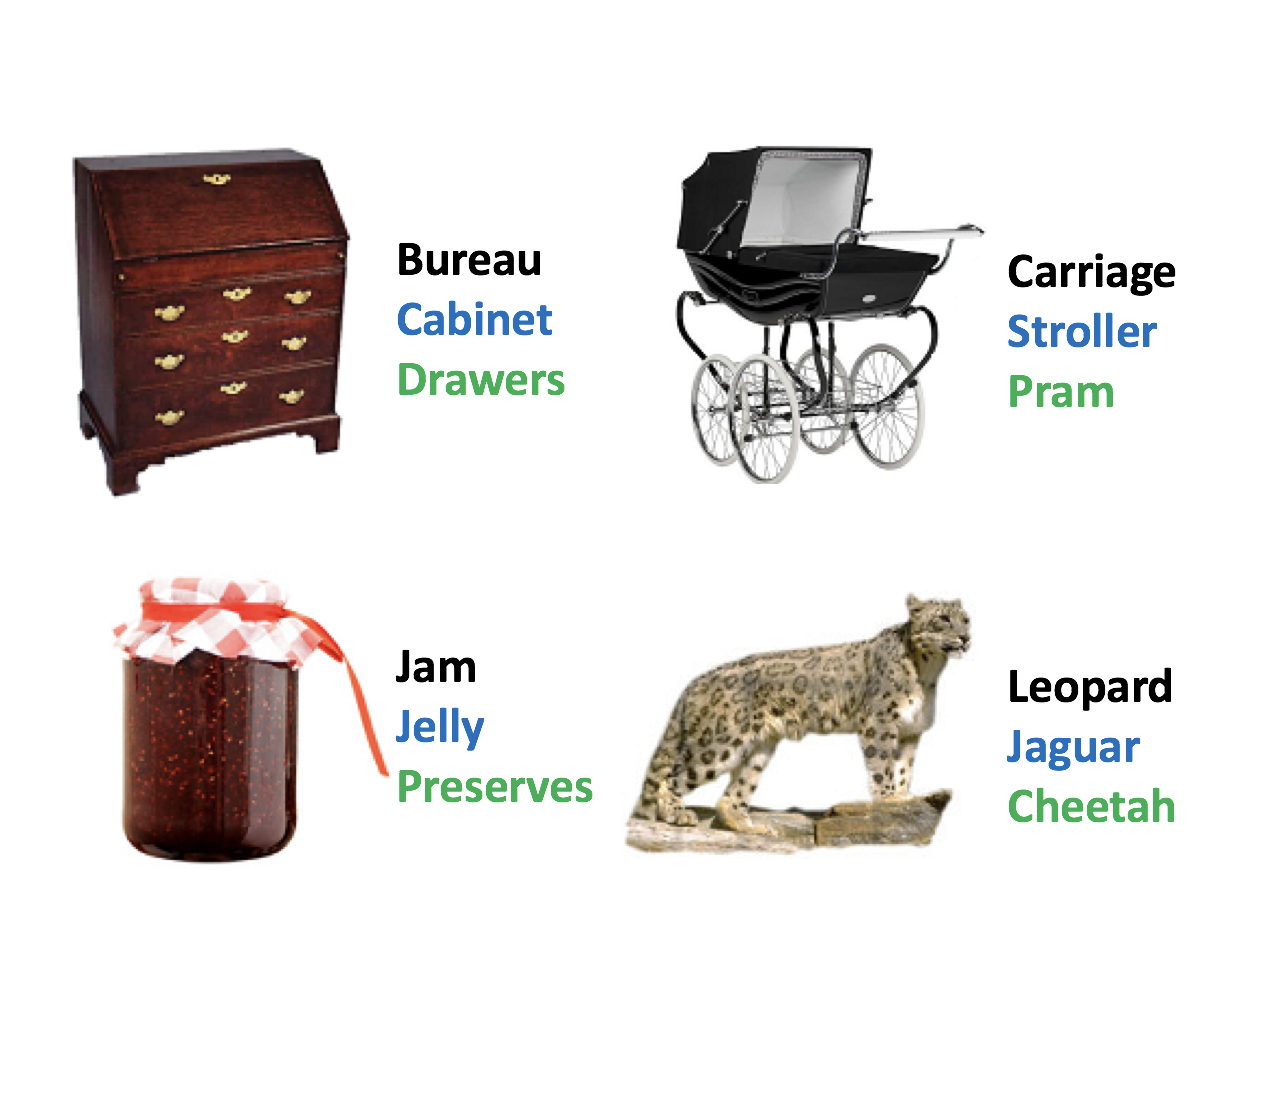 Bureau
Cabinet
Drawers
Carriage
Stroller
Pram
Jam
Jelly
Preserves
Leopard
Jaguar
Cheetah